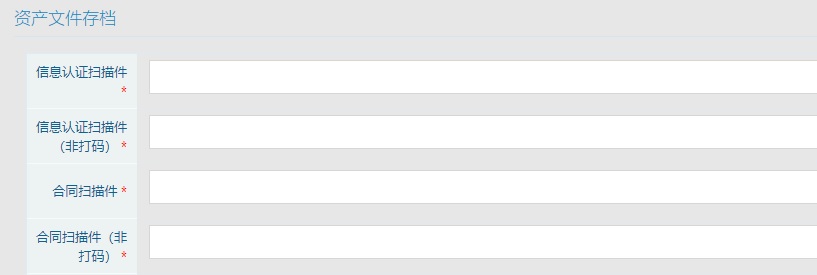 资产文件存档
信息认证扫描件
*
信息认证扫描件
（非打码） *
合同扫描件 *
合同扫描件（非
打码） *